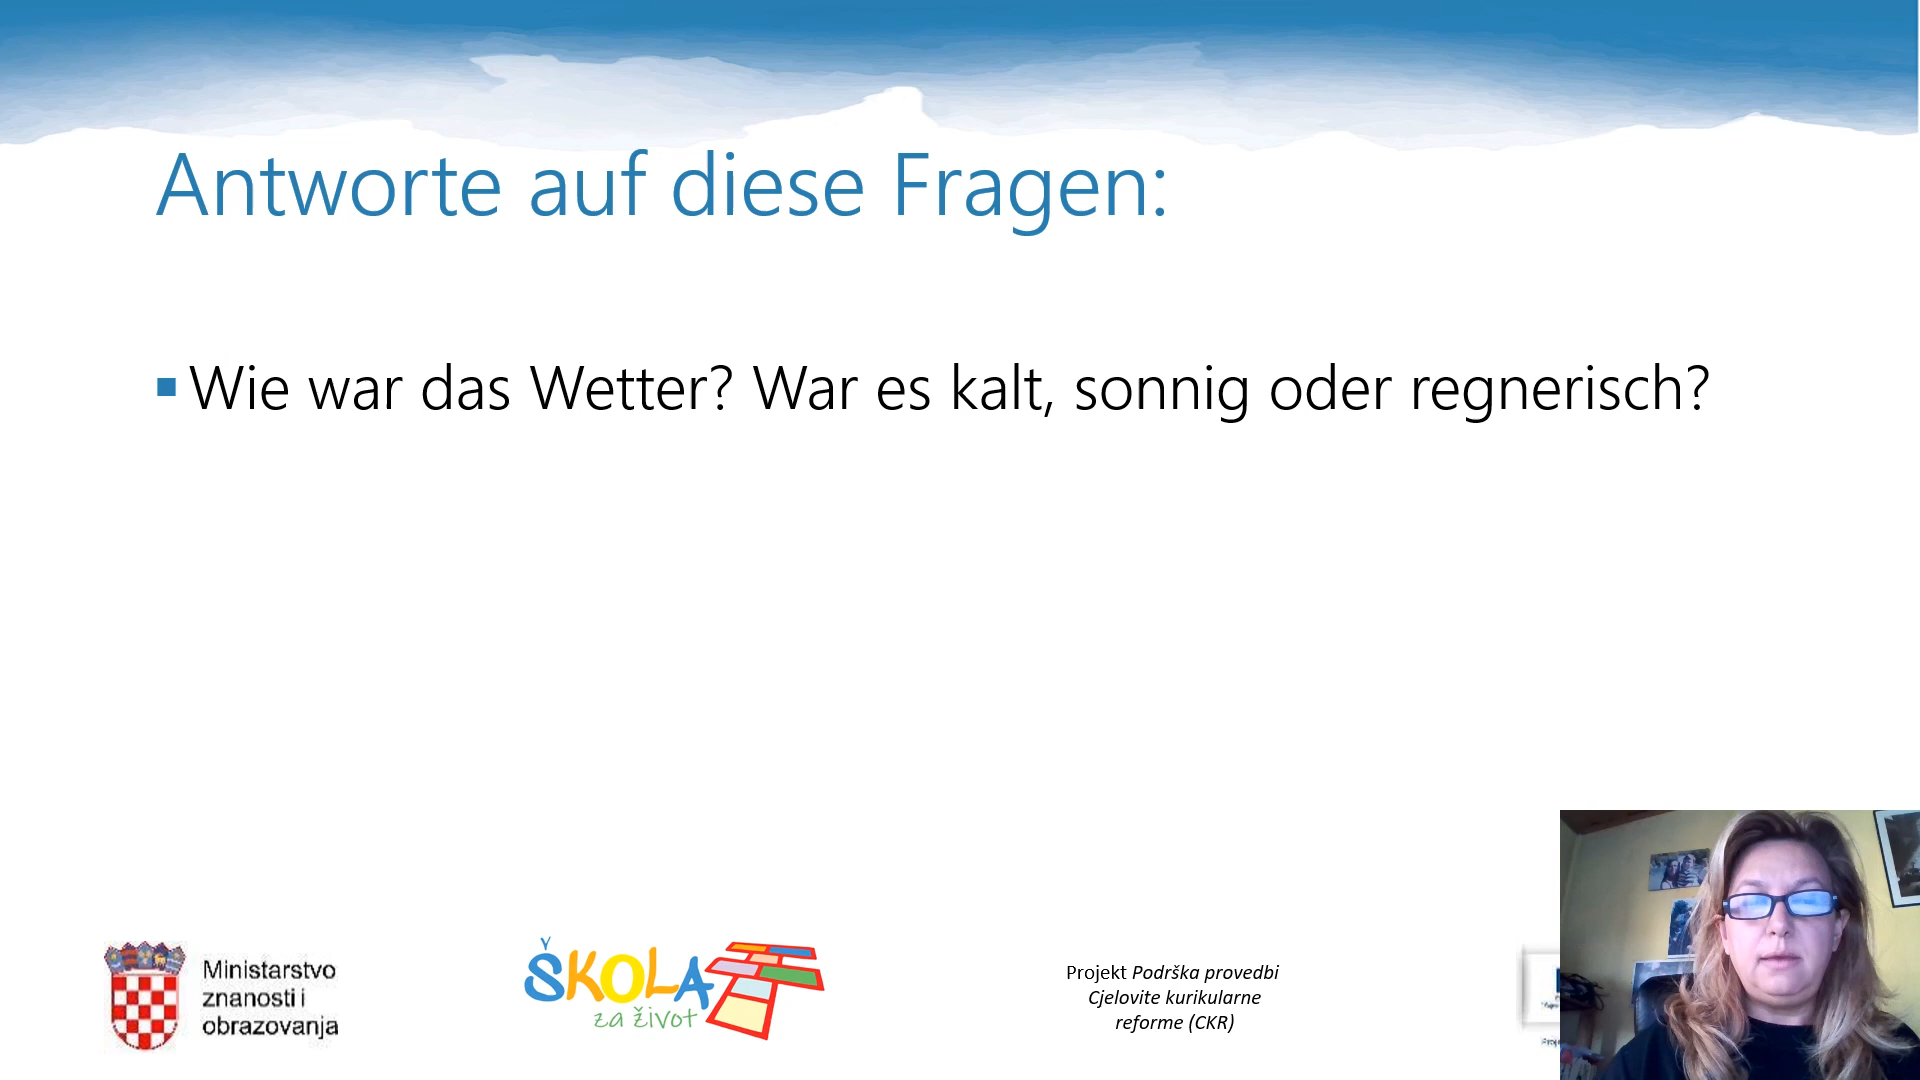 Antworte auf diese Fragen:
Wie war das Wetter? War es kalt, sonnig oder regnerisch?
Ministarstvo
znanosti i
obrazovanja
ŠKOLA
za život
Projekt Podrška provedbi
Cjelovite kurikularne
reforme (CKR)